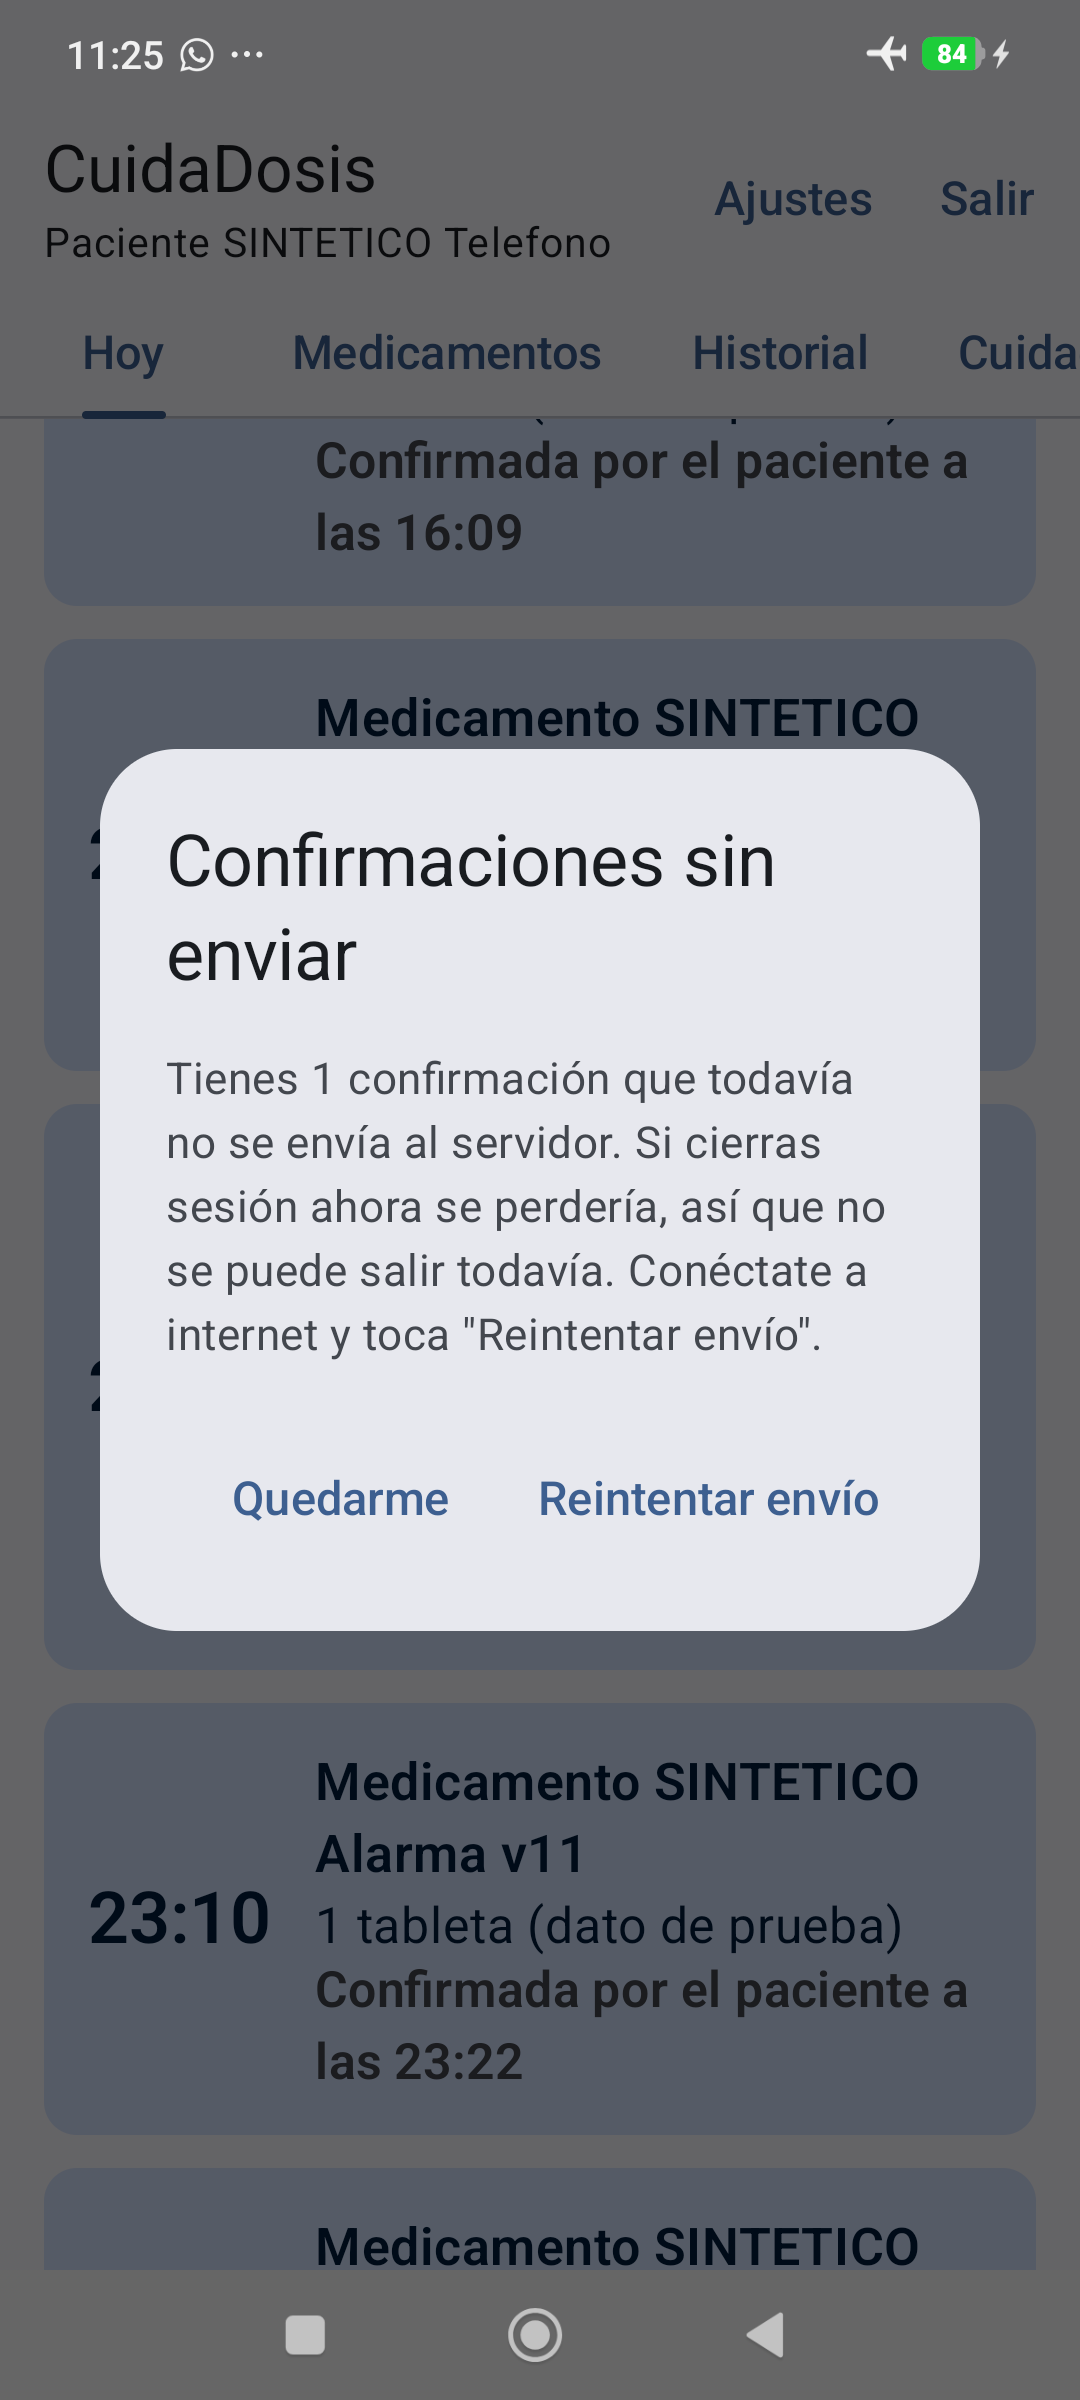 11:25
84
CuidaDosis
Ajustes Salir
Paciente SINTETICO Telefono
Hoy Medicamentos Historial Cuida
Confirmada por el paciente a
las 16:09
Medicamento SINTETICO
Confirmaciones sin
enviar
Tienes 1 confirmación que todavía
no se envía al servidor. Si cierras
sesión ahora se perdería, así que no
se puede salir todavía. Conéctate a
internet y toca "Reintentar envío".
Quedarme Reintentar envío
Medicamento SINTETICO
Alarma v11
23:10
1 tableta (dato de prueba)
Confirmada por el paciente a
las 23:22
Medicamento SINTETICO